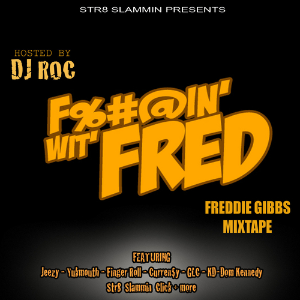 STR8 SLAMMIN PRESENTS
HOSTED BY
DJ ROC
F%#@IN'
WIT' FRED
FREDDIE GIBBS
MIXTAPE
FEATURING
Jeezy - Yukmouth - Finger Roll - Curren$y - GLC - ND - Dom Kennedy
Str8 Slammin Click + more